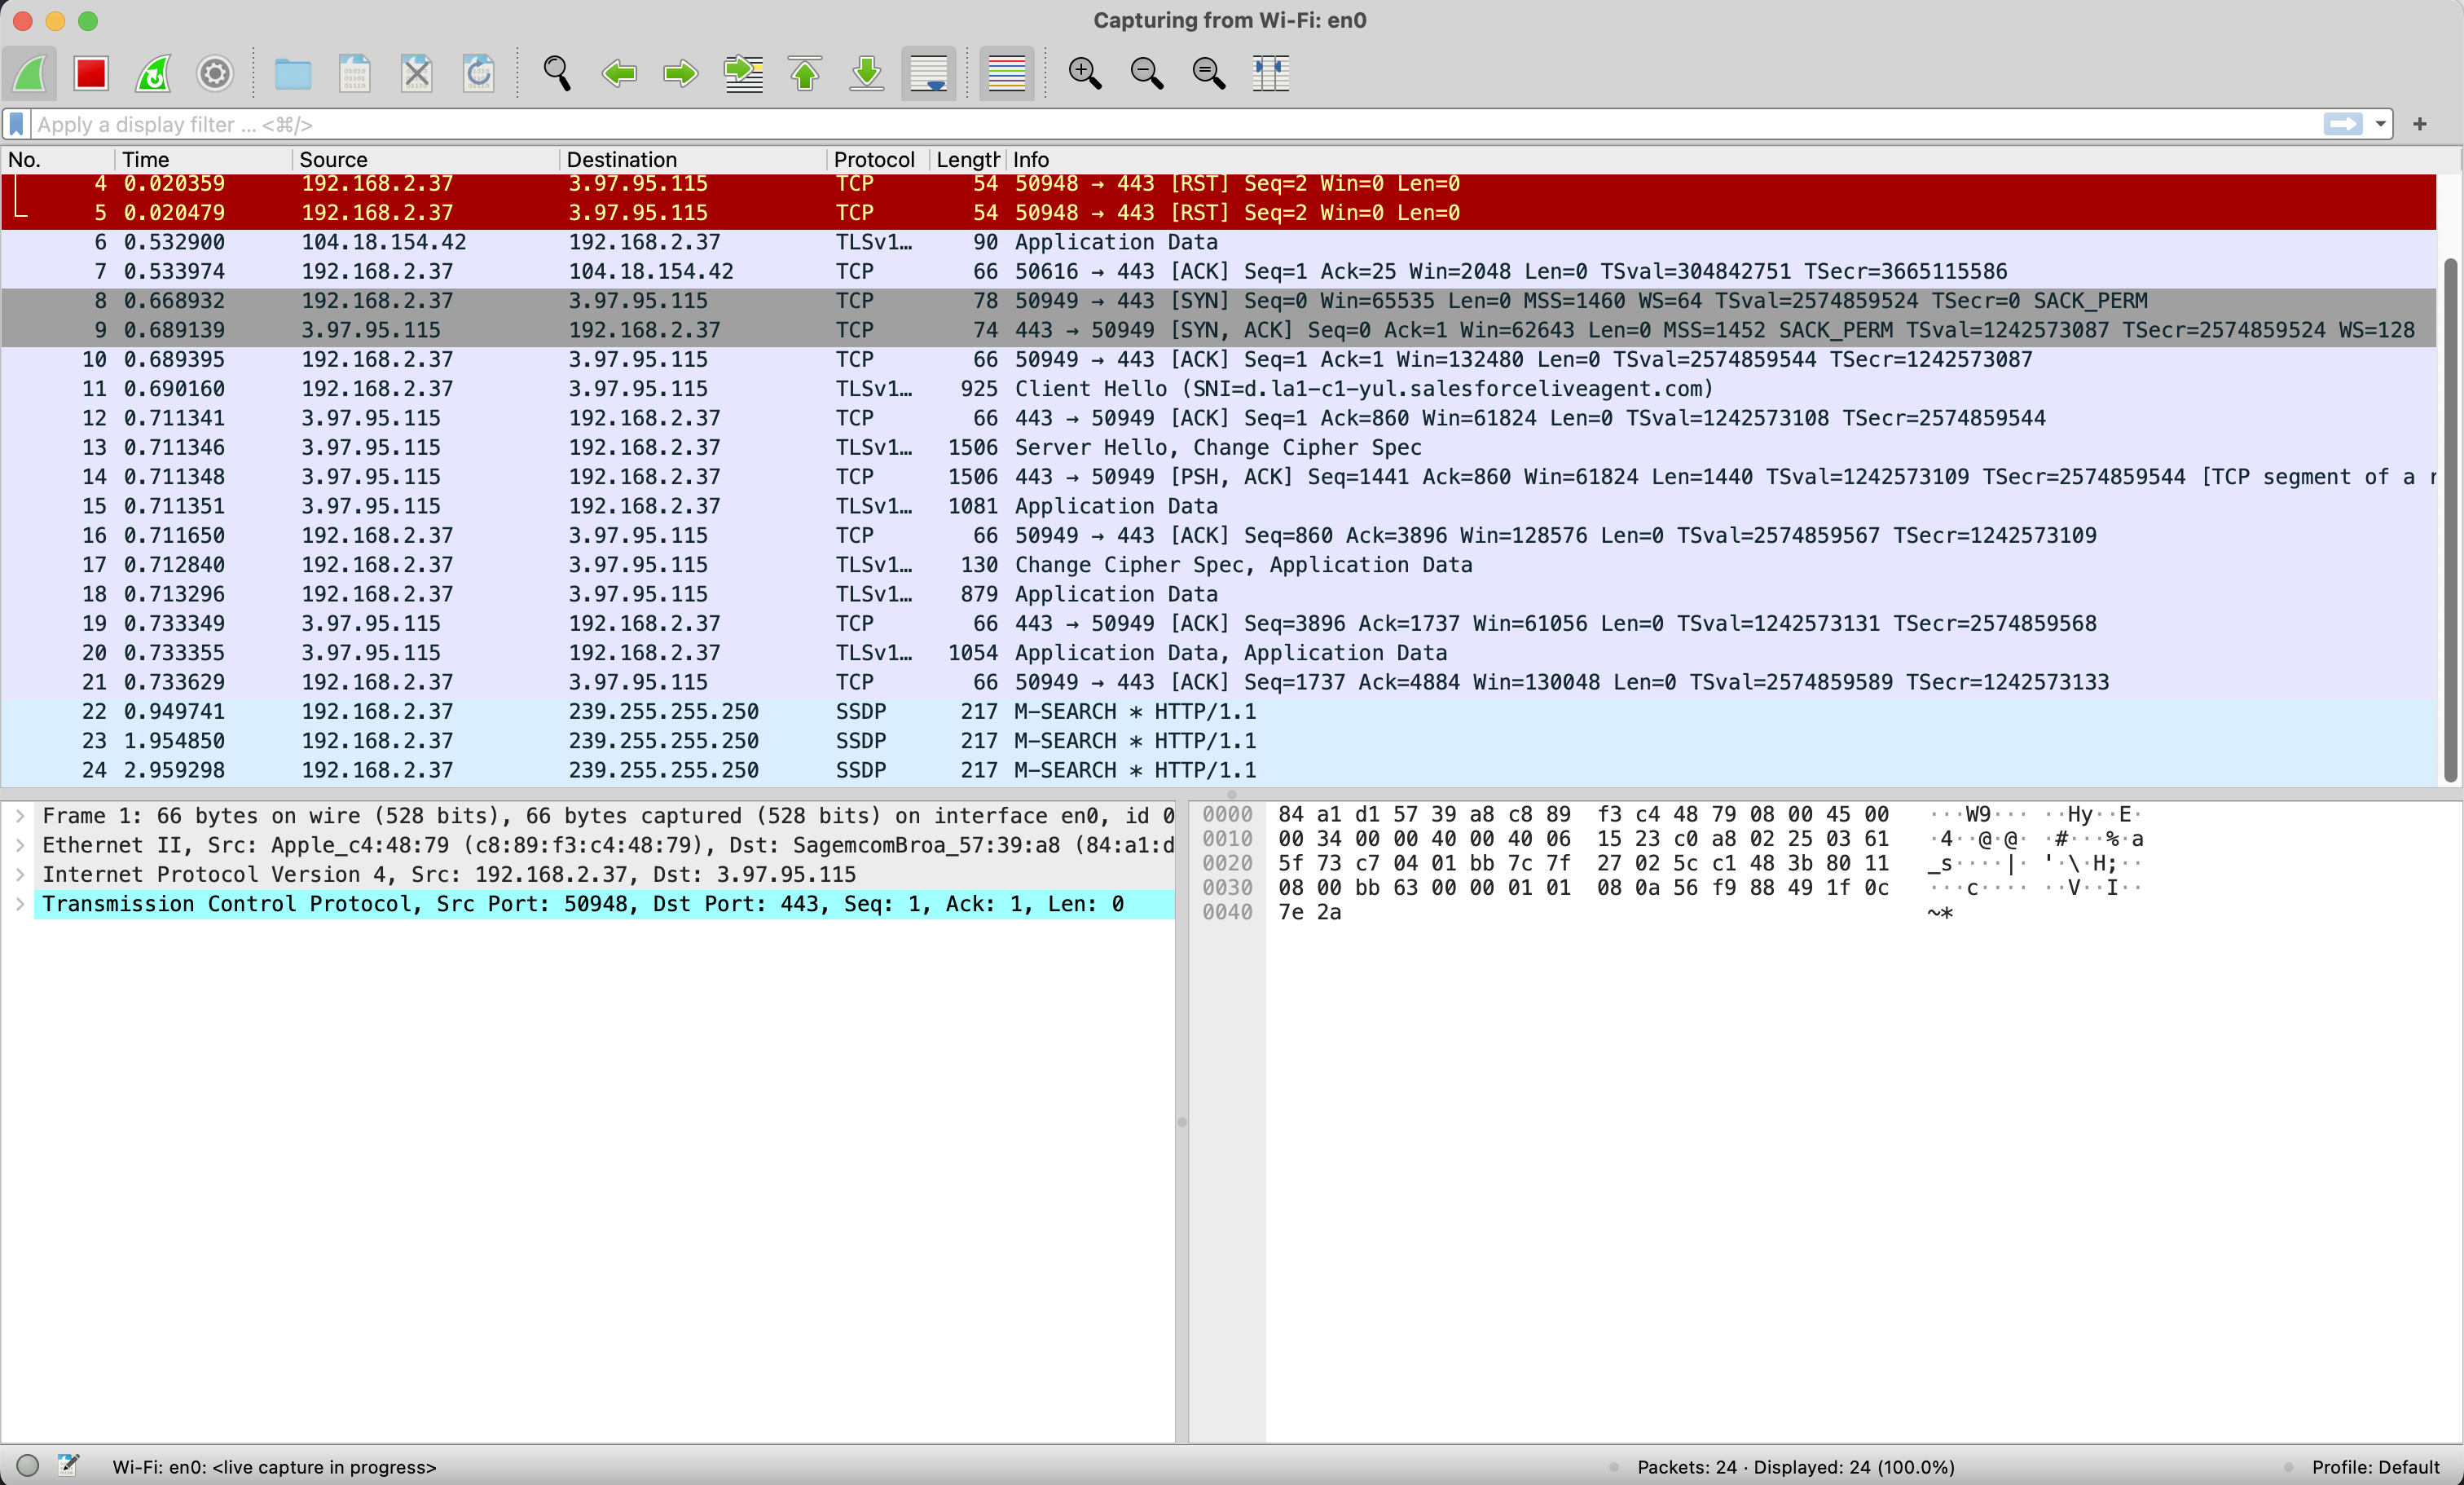 Capturing from Wi-Fi: en0
Apply a display filter ... <⌘/>
No. Time Source Destination Protocol Length Info
4 0.020359 192.168.2.37 3.97.95.115 TCP 54 50948 → 443 [RST] Seq=2 Win=0 Len=0
5 0.020479 192.168.2.37 3.97.95.115 TCP 54 50948 → 443 [RST] Seq=2 Win=0 Len=0
6 0.532900 104.18.154.42 192.168.2.37 TLSv1… 90 Application Data
7 0.533974 192.168.2.37 104.18.154.42 TCP 66 50616 → 443 [ACK] Seq=1 Ack=25 Win=2048 Len=0 TSval=304842751 TSecr=3665115586
8 0.668932 192.168.2.37 3.97.95.115 TCP 78 50949 → 443 [SYN] Seq=0 Win=65535 Len=0 MSS=1460 WS=64 TSval=2574859524 TSecr=0 SACK_PERM
9 0.689139 3.97.95.115 192.168.2.37 TCP 74 443 → 50949 [SYN, ACK] Seq=0 Ack=1 Win=62643 Len=0 MSS=1452 SACK_PERM TSval=1242573087 TSecr=2574859524 WS=128
10 0.689395 192.168.2.37 3.97.95.115 TCP 66 50949 → 443 [ACK] Seq=1 Ack=1 Win=132480 Len=0 TSval=2574859544 TSecr=1242573087
11 0.690160 192.168.2.37 3.97.95.115 TLSv1… 925 Client Hello (SNI=d.la1-c1-yul.salesforceliveagent.com)
12 0.711341 3.97.95.115 192.168.2.37 TCP 66 443 → 50949 [ACK] Seq=1 Ack=860 Win=61824 Len=0 TSval=1242573108 TSecr=2574859544
13 0.711346 3.97.95.115 192.168.2.37 TLSv1… 1506 Server Hello, Change Cipher Spec
14 0.711348 3.97.95.115 192.168.2.37 TCP 1506 443 → 50949 [PSH, ACK] Seq=1441 Ack=860 Win=61824 Len=1440 TSval=1242573109 TSecr=2574859544 [TCP segment of a r
15 0.711351 3.97.95.115 192.168.2.37 TLSv1… 1081 Application Data
16 0.711650 192.168.2.37 3.97.95.115 TCP 66 50949 → 443 [ACK] Seq=860 Ack=3896 Win=128576 Len=0 TSval=2574859567 TSecr=1242573109
17 0.712840 192.168.2.37 3.97.95.115 TLSv1… 130 Change Cipher Spec, Application Data
18 0.713296 192.168.2.37 3.97.95.115 TLSv1… 879 Application Data
19 0.733349 3.97.95.115 192.168.2.37 TCP 66 443 → 50949 [ACK] Seq=3896 Ack=1737 Win=61056 Len=0 TSval=1242573131 TSecr=2574859568
20 0.733355 3.97.95.115 192.168.2.37 TLSv1… 1054 Application Data, Application Data
21 0.733629 192.168.2.37 3.97.95.115 TCP 66 50949 → 443 [ACK] Seq=1737 Ack=4884 Win=130048 Len=0 TSval=2574859589 TSecr=1242573133
22 0.949741 192.168.2.37 239.255.255.250 SSDP 217 M-SEARCH * HTTP/1.1
23 1.954850 192.168.2.37 239.255.255.250 SSDP 217 M-SEARCH * HTTP/1.1
24 2.959298 192.168.2.37 239.255.255.250 SSDP 217 M-SEARCH * HTTP/1.1
Frame 1: 66 bytes on wire (528 bits), 66 bytes captured (528 bits) on interface en0, id 0
Ethernet II, Src: Apple_c4:48:79 (c8:89:f3:c4:48:79), Dst: SagemcomBroa_57:39:a8 (84:a1:d
Internet Protocol Version 4, Src: 192.168.2.37, Dst: 3.97.95.115
Transmission Control Protocol, Src Port: 50948, Dst Port: 443, Seq: 1, Ack: 1, Len: 0
0000 84 a1 d1 57 39 a8 c8 89 f3 c4 48 79 08 00 45 00 ···W9··· ··Hy··E·
0010 00 34 00 00 40 00 40 06 15 23 c0 a8 02 25 03 61 ·4··@·@· ·#···%·a
0020 5f 73 c7 04 01 bb 7c 7f 27 02 5c c1 48 3b 80 11 _s····|· '·\·H;··
0030 08 00 bb 63 00 00 01 01 08 0a 56 f9 88 49 1f 0c ···c···· ··V··I··
0040 7e 2a ~*
Wi-Fi: en0: <live capture in progress>
Packets: 24 · Displayed: 24 (100.0%)
Profile: Default